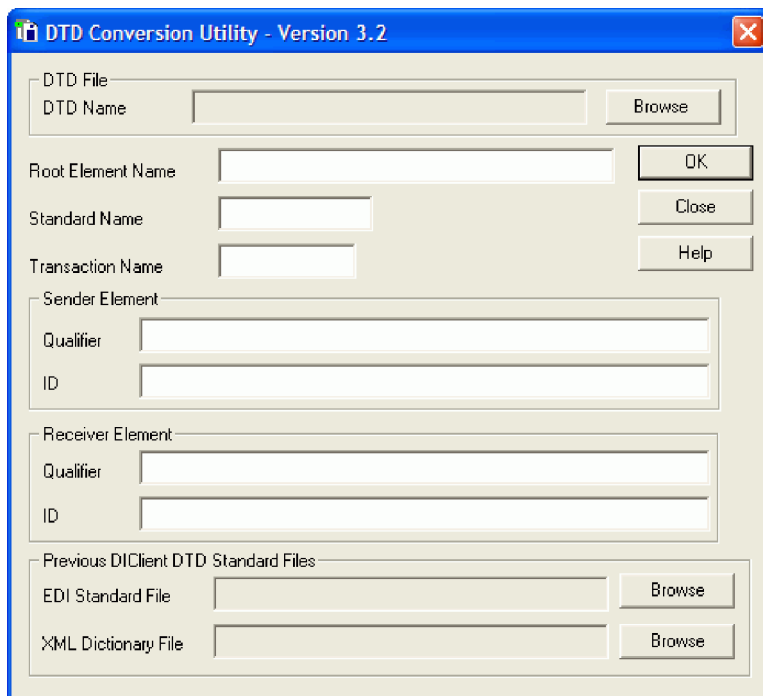 DTD Conversion Utility - Version 3.2
DTD File
DTD Name
Browse
Root Element Name
OK
Standard Name
Close
Transaction Name
Help
Sender Element
Qualifier
ID
Receiver Element
Qualifier
ID
Previous DIClient DTD Standard Files
EDI Standard File
Browse
XML Dictionary File
Browse